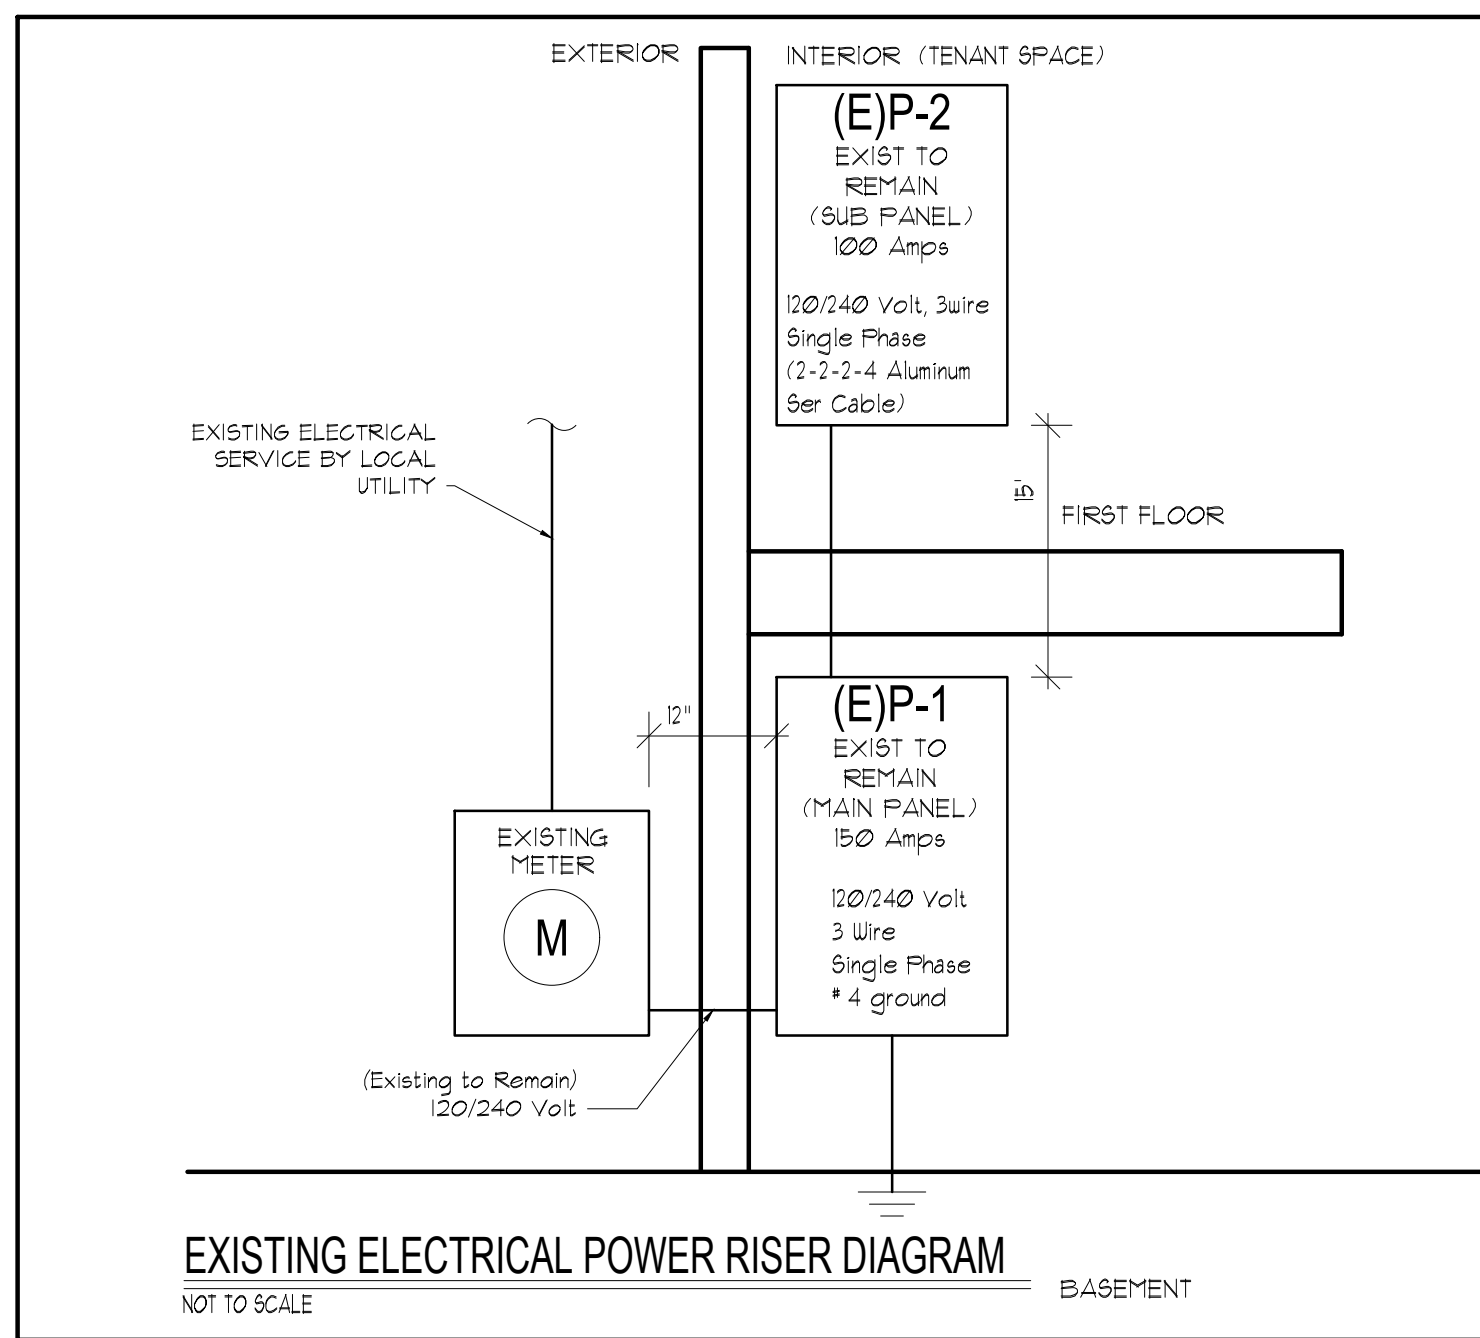 EXTERIOR
INTERIOR (TENANT SPACE)
(E)P-2
EXIST TO
REMAIN
(SUB PANEL)
100 Amps
120/240 Volt, 3wire
Single Phase
(2-2-2-4 Aluminum
Ser Cable)
EXISTING ELECTRICAL
SERVICE BY LOCAL
UTILITY
15'
FIRST FLOOR
12"
(E)P-1
EXIST TO
REMAIN
(MAIN PANEL)
150 Amps
120/240 Volt
3 Wire
Single Phase
# 4 ground
EXISTING
METER
M
(Existing to Remain)
120/240 Volt
EXISTING ELECTRICAL POWER RISER DIAGRAM
NOT TO SCALE
BASEMENT